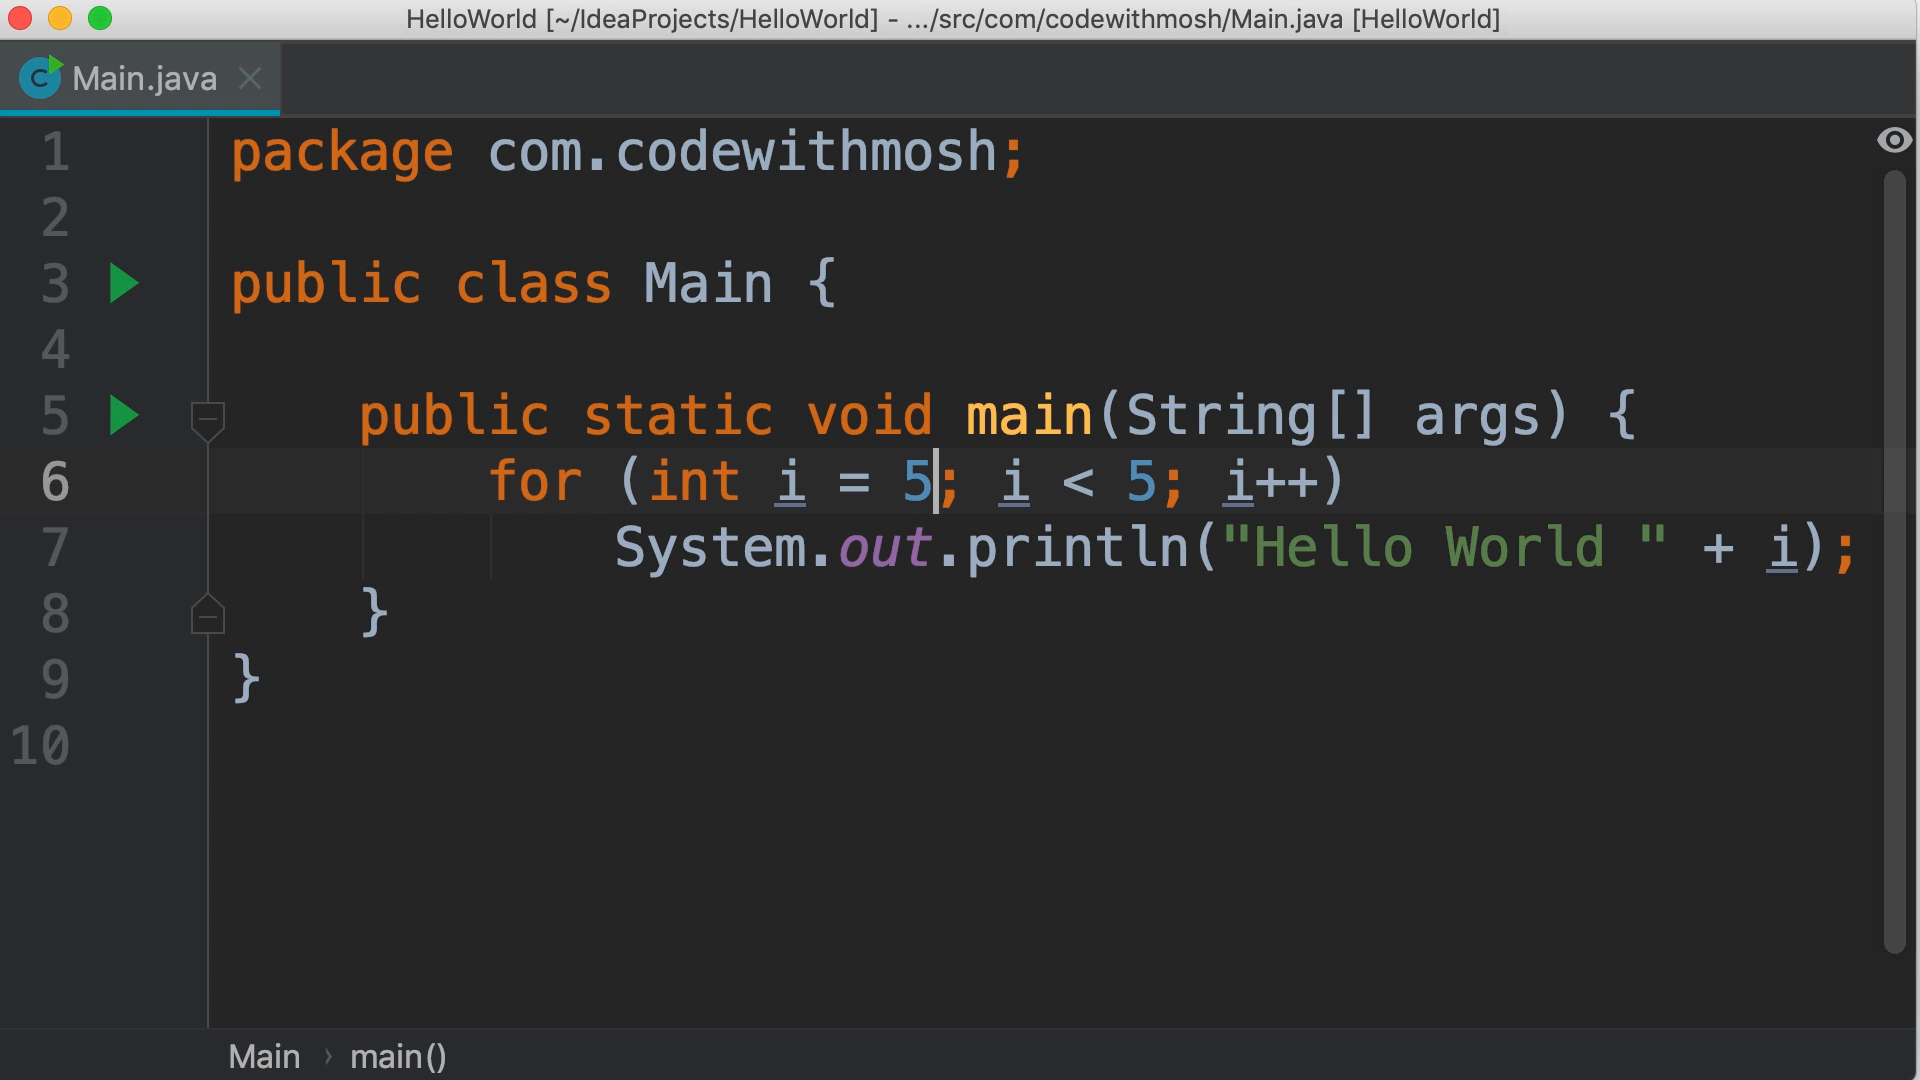 HelloWorld [~/IdeaProjects/HelloWorld] - .../src/com/codewithmosh/Main.java [HelloWorld]
C Main.java
1 package com.codewithmosh;
2
3 public class Main {
4
5 public static void main(String[] args) {
6 for (int i = 5; i < 5; i++)
7 System.out.println("Hello World " + i);
8 }
9 }
10
Main › main()